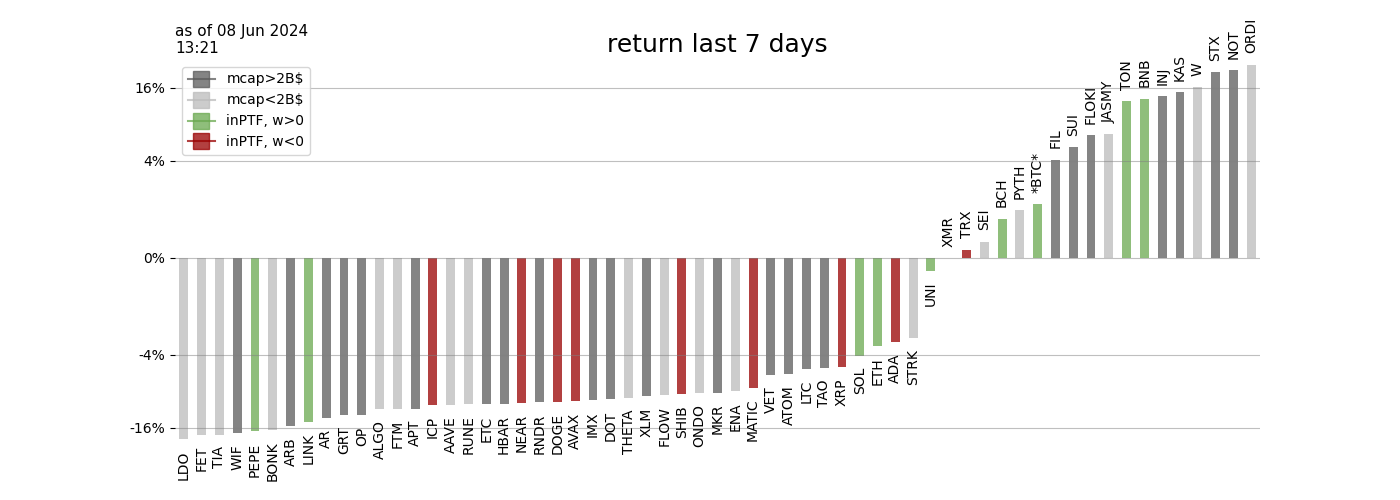 as of 08 Jun 2024
13:21
return last 7 days
mcap>2B$
mcap<2B$
inPTF, w>0
inPTF, w<0
16%
4%
0%
-4%
-16%
LDO
FET
TIA
WIF
PEPE
BONK
ARB
LINK
AR
GRT
OP
ALGO
FTM
APT
ICP
AAVE
RUNE
ETC
HBAR
NEAR
RNDR
DOGE
AVAX
IMX
DOT
THETA
XLM
FLOW
SHIB
ONDO
MKR
ENA
MATIC
VET
ATOM
LTC
TAO
XRP
SOL
ETH
ADA
STRK
UNI
XMR
TRX
SEI
BCH
PYTH
*BTC*
FIL
SUI
FLOKI
JASMY
TON
BNB
INJ
KAS
W
STX
NOT
ORDI